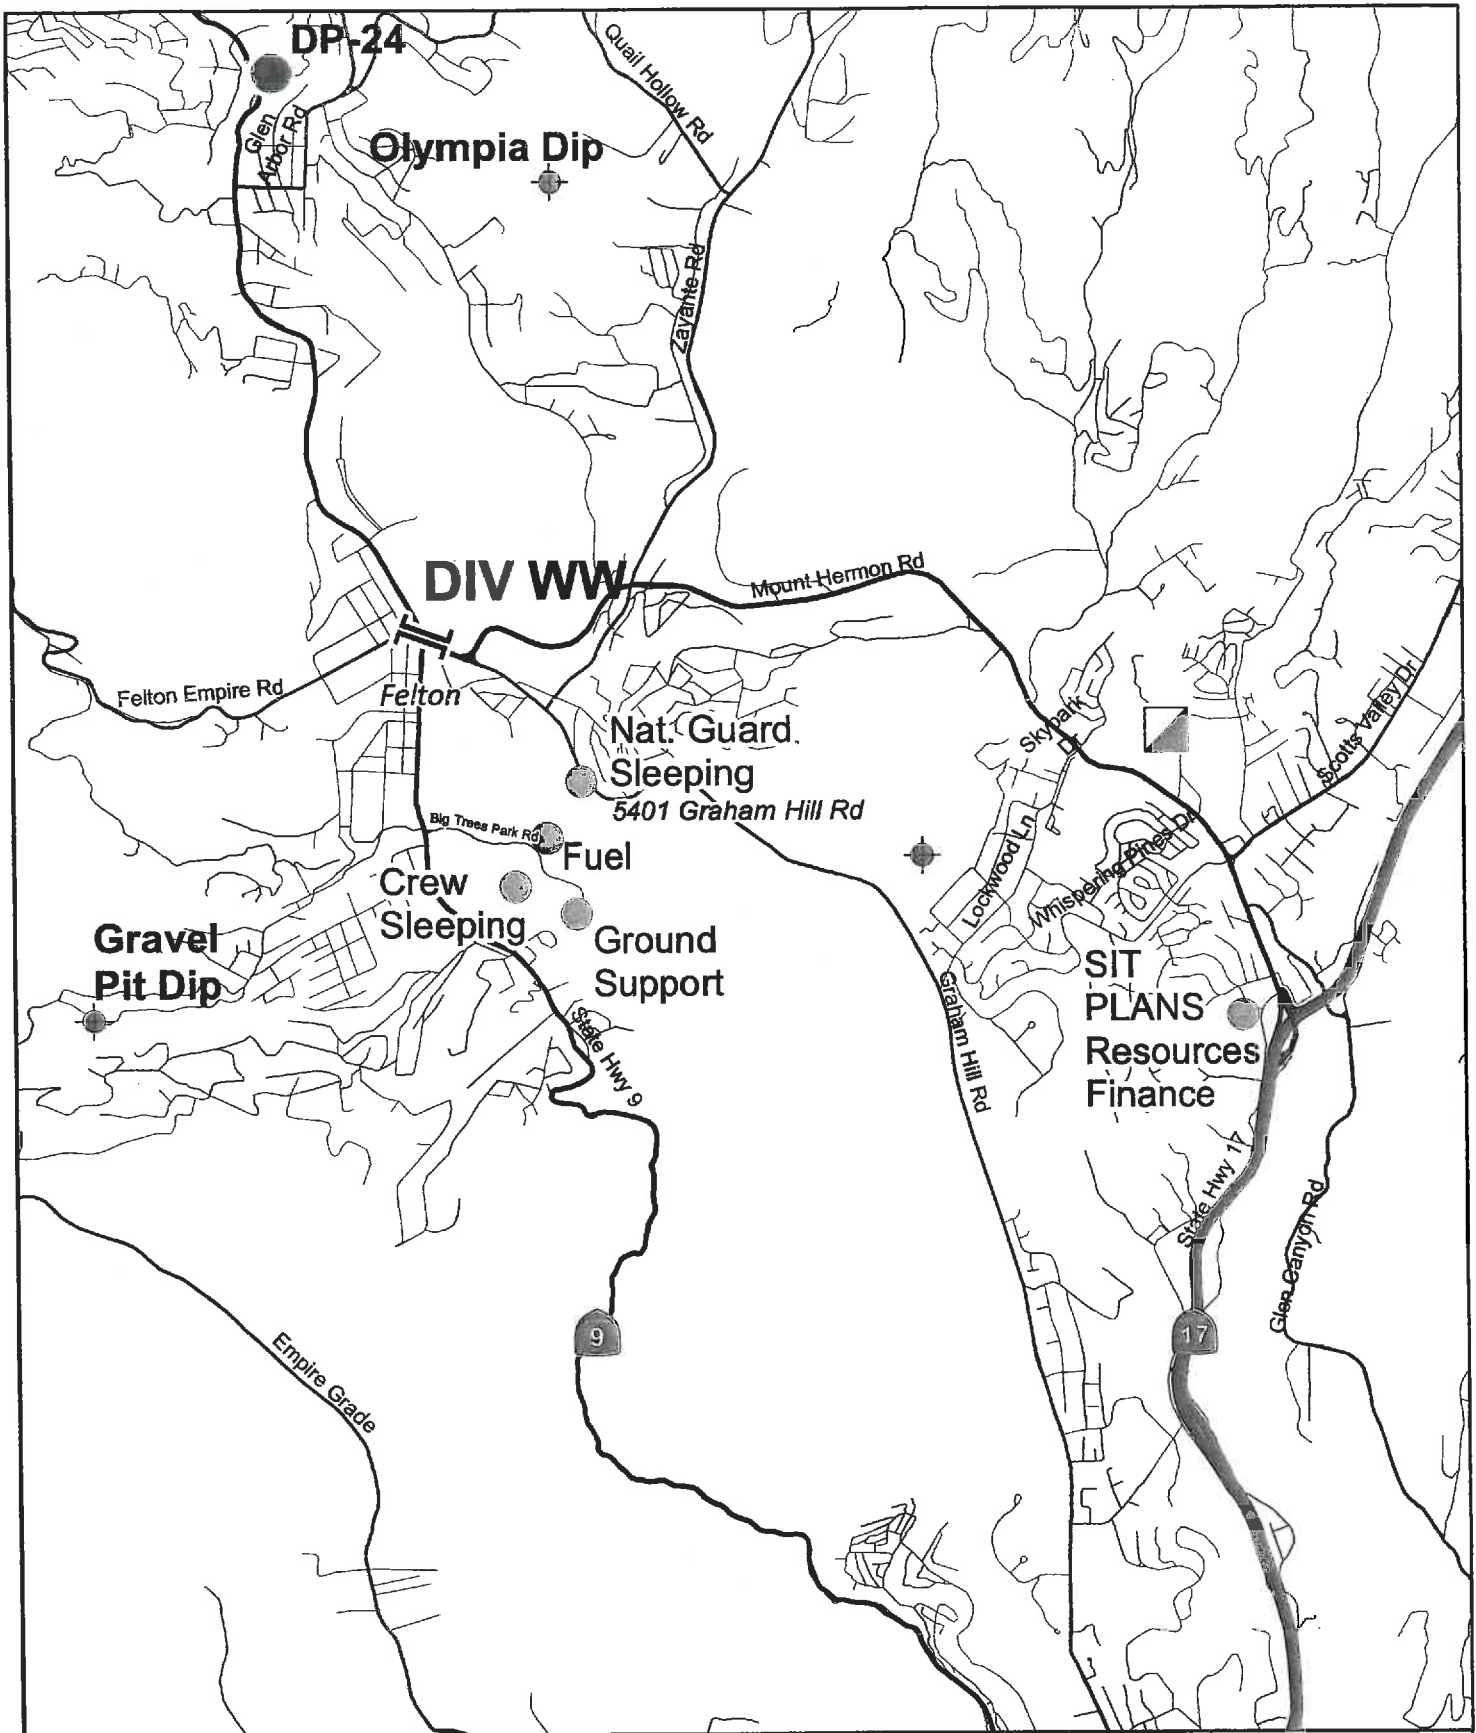 DP-24
Quail Hollow Rd
Glen
Arbor Rd
Olympia Dip
Zayante Rd
DIV WW
Mount Hermon Rd
Felton Empire Rd
Felton
Nat. Guard
Sleeping
5401 Graham Hill Rd
Skypark
Dr
Scotts Valley Dr
Big Trees Park Rd
Fuel
Lockwood Ln
Whispering Pines Dr
Crew
Sleeping
Ground
Support
Gravel
Pit Dip
SIT
PLANS
Resources
Finance
State Hwy 9
Graham Hill Rd
State Hwy 17
Glen Canyon Rd
9
17
Empire Grade